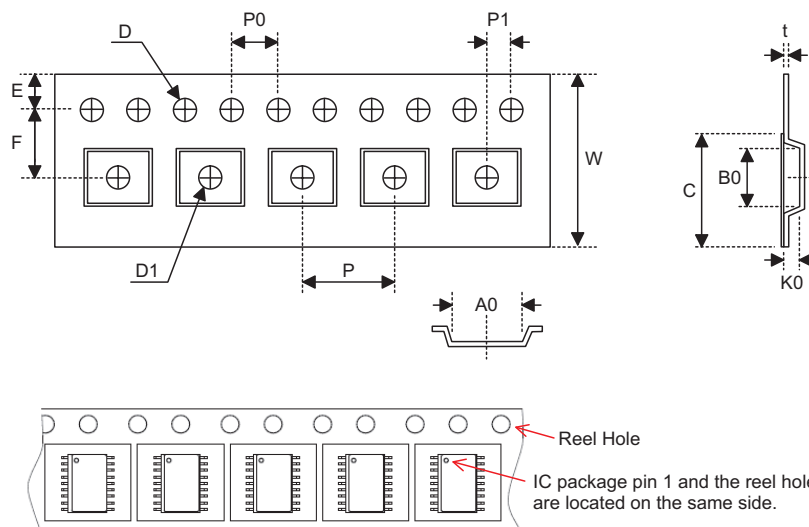 D P0 P1 t
E
F
W
C B0
D1 P
K0
A0
Reel Hole
IC package pin 1 and the reel hole
are located on the same side.